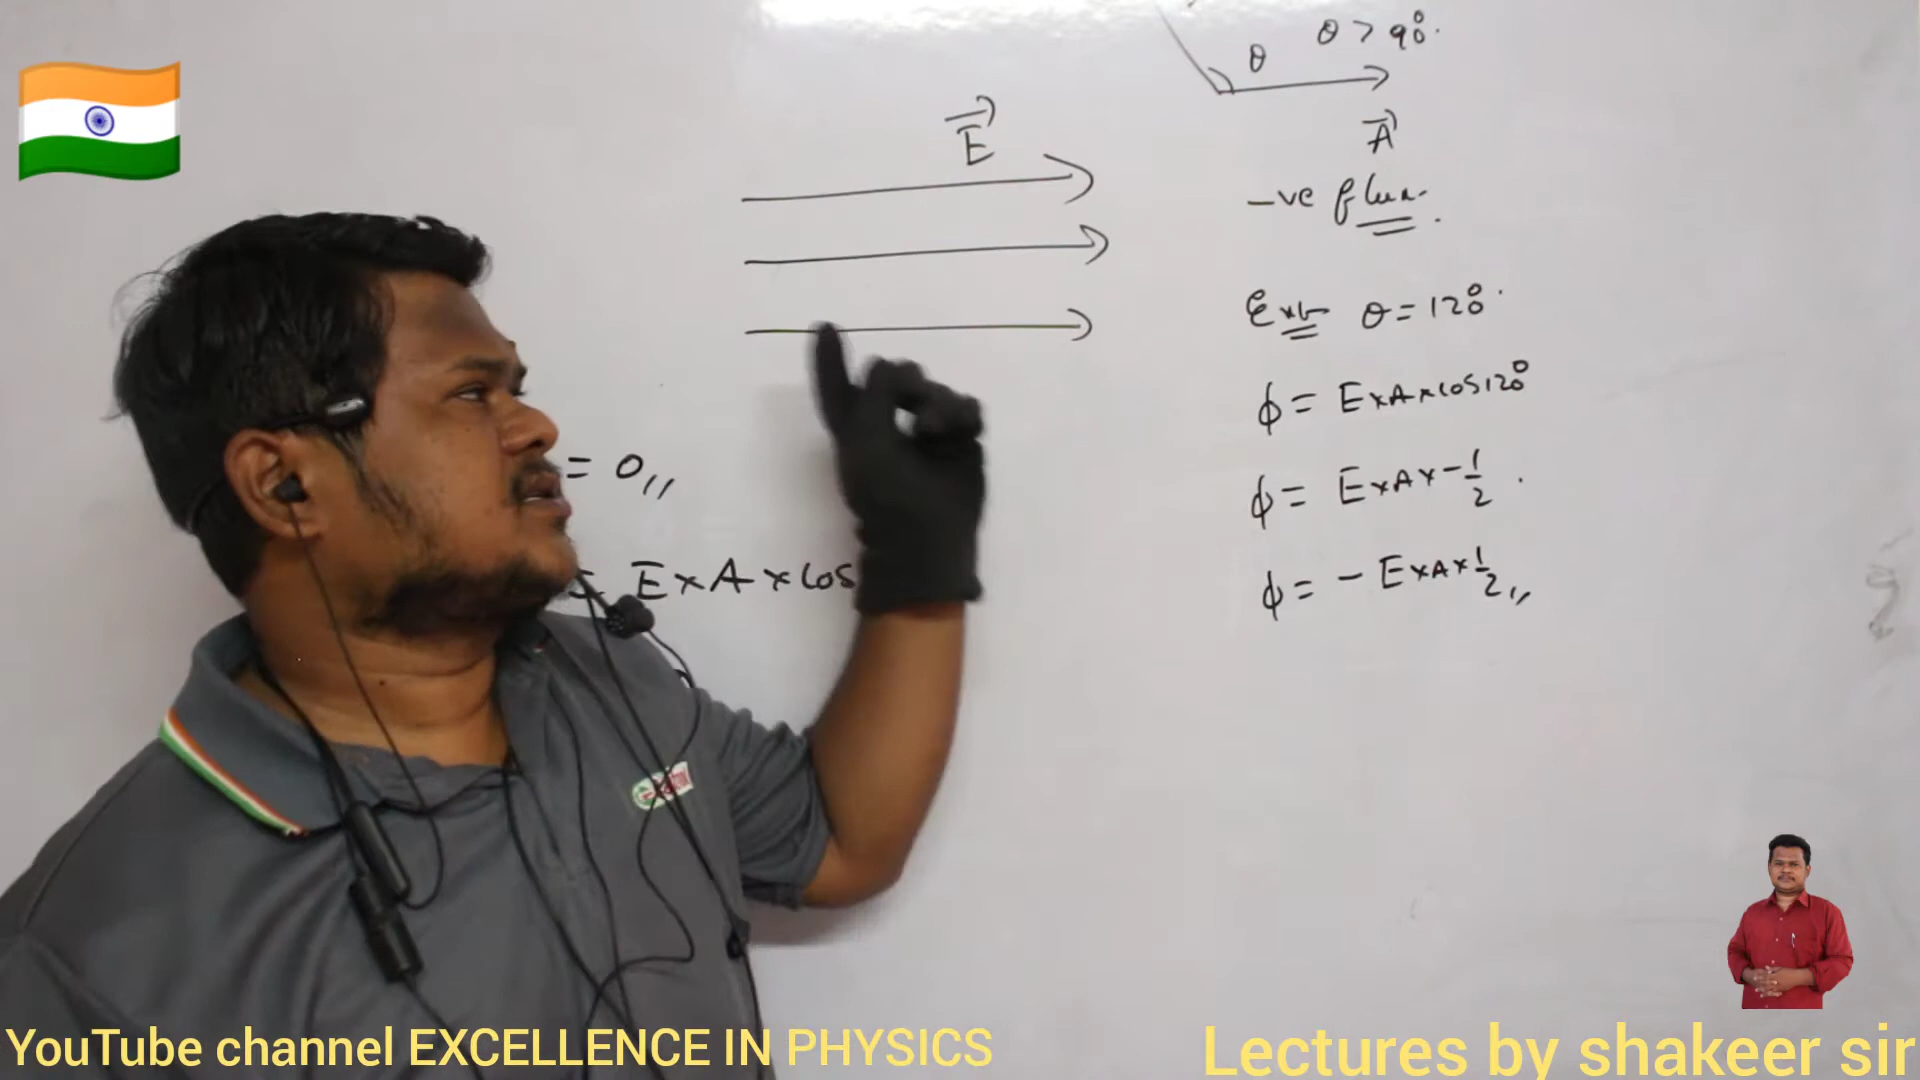 θ θ > 90°.
E
A
-ve flux.
= 0,,
= E×A×Cos
Ex:- θ = 120°.
ϕ = E×A×cos120°
ϕ = E×A×-1/2.
ϕ = -E×A×1/2,,
YouTube channel EXCELLENCE IN PHYSICS
Lectures by shakeer sir